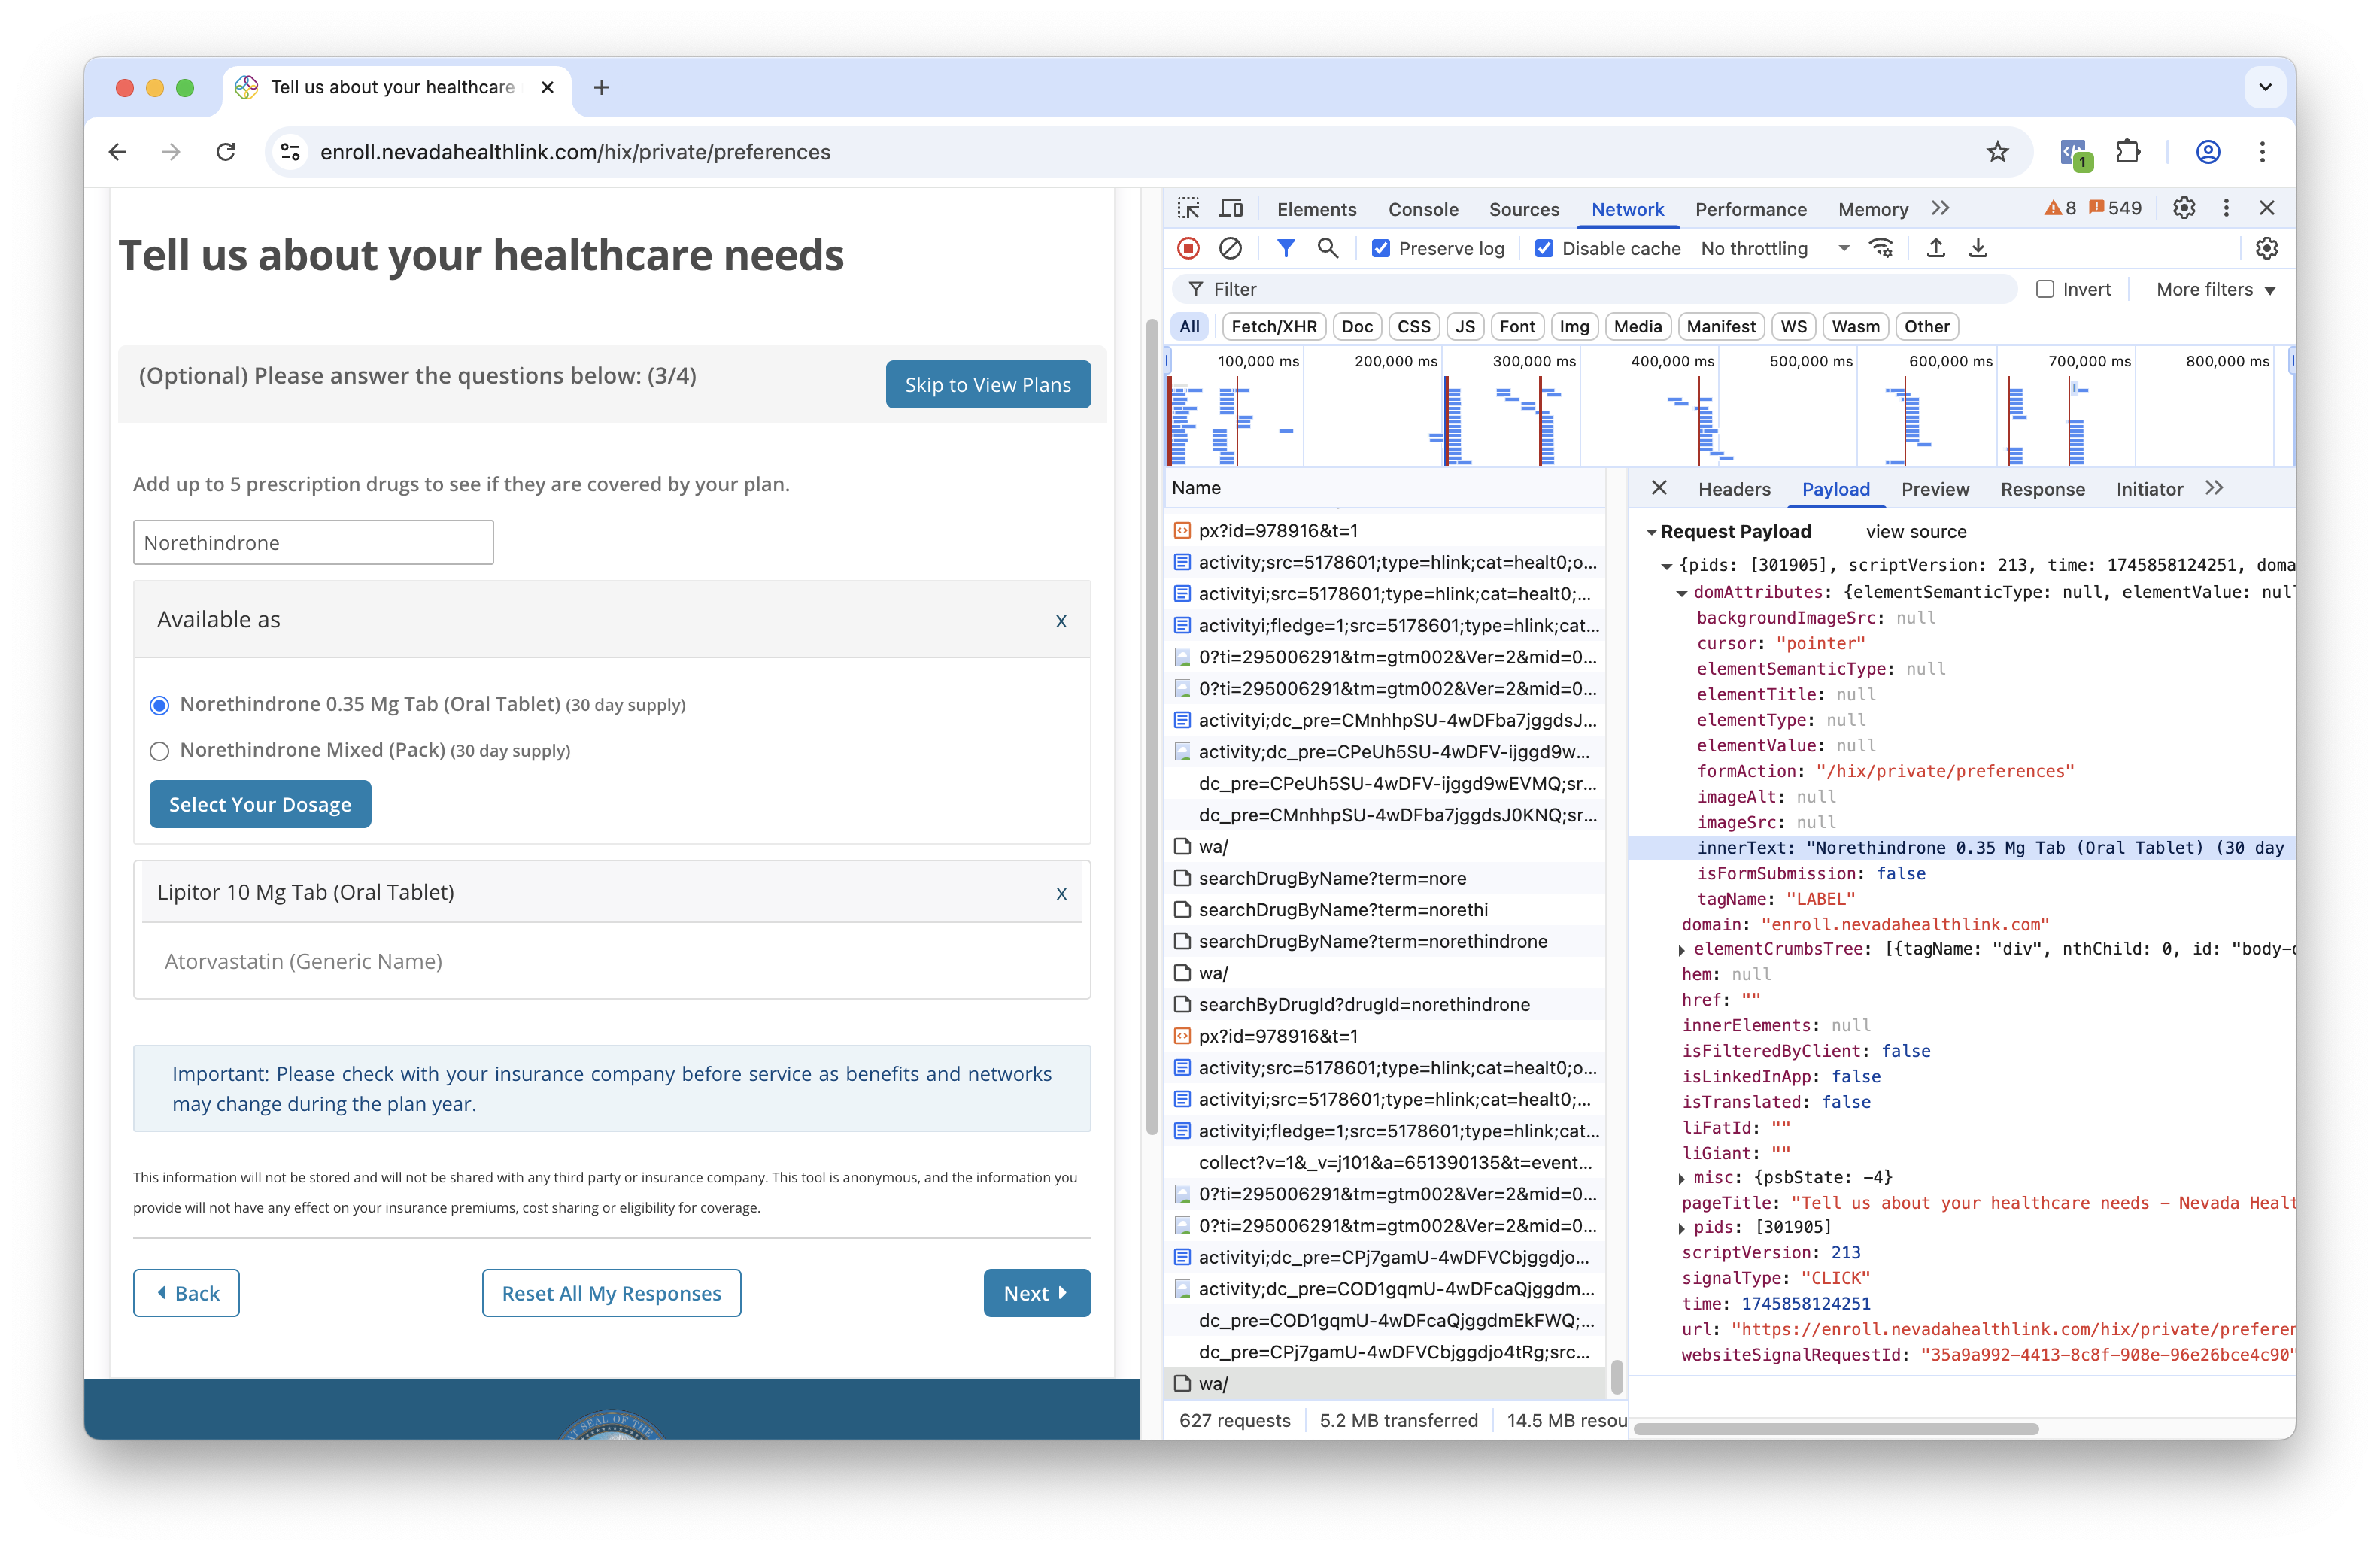 Tell us about your healthcare
enroll.nevadahealthlink.com/hix/private/preferences
1
Tell us about your healthcare needs
(Optional) Please answer the questions below: (3/4)
Skip to View Plans
Add up to 5 prescription drugs to see if they are covered by your plan.
Norethindrone
Available as
x
Norethindrone 0.35 Mg Tab (Oral Tablet) (30 day supply)
Norethindrone Mixed (Pack) (30 day supply)
Select Your Dosage
Lipitor 10 Mg Tab (Oral Tablet)
x
Atorvastatin (Generic Name)
Important: Please check with your insurance company before service as benefits and networks
may change during the plan year.
This information will not be stored and will not be shared with any third party or insurance company. This tool is anonymous, and the information you
provide will not have any effect on your insurance premiums, cost sharing or eligibility for coverage.
Back
Reset All My Responses
Next
AT SEAL OF THE
Elements Console Sources Network Performance Memory
8 549
Preserve log Disable cache No throttling
Filter
Invert More filters
All Fetch/XHR Doc CSS JS Font Img Media Manifest WS Wasm Other
100,000 ms 200,000 ms 300,000 ms 400,000 ms 500,000 ms 600,000 ms 700,000 ms 800,000 ms
Name
px?id=978916&t=1
activity;src=5178601;type=hlink;cat=healt0;o...
activityi;src=5178601;type=hlink;cat=healt0;...
activityi;fledge=1;src=5178601;type=hlink;cat...
0?ti=295006291&tm=gtm002&Ver=2&mid=0...
0?ti=295006291&tm=gtm002&Ver=2&mid=0...
activityi;dc_pre=CMnhhpSU-4wDFba7jggdsJ...
activity;dc_pre=CPeUh5SU-4wDFV-ijggd9w...
dc_pre=CPeUh5SU-4wDFV-ijggd9wEVMQ;sr...
dc_pre=CMnhhpSU-4wDFba7jggdsJ0KNQ;sr...
wa/
searchDrugByName?term=nore
searchDrugByName?term=norethi
searchDrugByName?term=norethindrone
wa/
searchByDrugId?drugId=norethindrone
px?id=978916&t=1
activity;src=5178601;type=hlink;cat=healt0;o...
activityi;src=5178601;type=hlink;cat=healt0;...
activityi;fledge=1;src=5178601;type=hlink;cat...
collect?v=1&_v=j101&a=651390135&t=event...
0?ti=295006291&tm=gtm002&Ver=2&mid=0...
0?ti=295006291&tm=gtm002&Ver=2&mid=0...
activityi;dc_pre=CPj7gamU-4wDFVCbjggdjo...
activity;dc_pre=COD1gqmU-4wDFcaQjggdm...
dc_pre=COD1gqmU-4wDFcaQjggdmEkFWQ;...
dc_pre=CPj7gamU-4wDFVCbjggdjo4tRg;src...
wa/
627 requests 5.2 MB transferred 14.5 MB resou
Headers Payload Preview Response Initiator
Request Payload view source
{pids: [301905], scriptVersion: 213, time: 1745858124251, doma
domAttributes: {elementSemanticType: null, elementValue: nul
backgroundImageSrc: null
cursor: "pointer"
elementSemanticType: null
elementTitle: null
elementType: null
elementValue: null
formAction: "/hix/private/preferences"
imageAlt: null
imageSrc: null
innerText: "Norethindrone 0.35 Mg Tab (Oral Tablet) (30 day
isFormSubmission: false
tagName: "LABEL"
domain: "enroll.nevadahealthlink.com"
elementCrumbsTree: [{tagName: "div", nthChild: 0, id: "body-c
hem: null
href: ""
innerElements: null
isFilteredByClient: false
isLinkedInApp: false
isTranslated: false
liFatId: ""
liGiant: ""
misc: {psbState: -4}
pageTitle: "Tell us about your healthcare needs – Nevada Healt
pids: [301905]
scriptVersion: 213
signalType: "CLICK"
time: 1745858124251
url: "https://enroll.nevadahealthlink.com/hix/private/preferen
websiteSignalRequestId: "35a9a992-4413-8c8f-908e-96e26bce4c90"